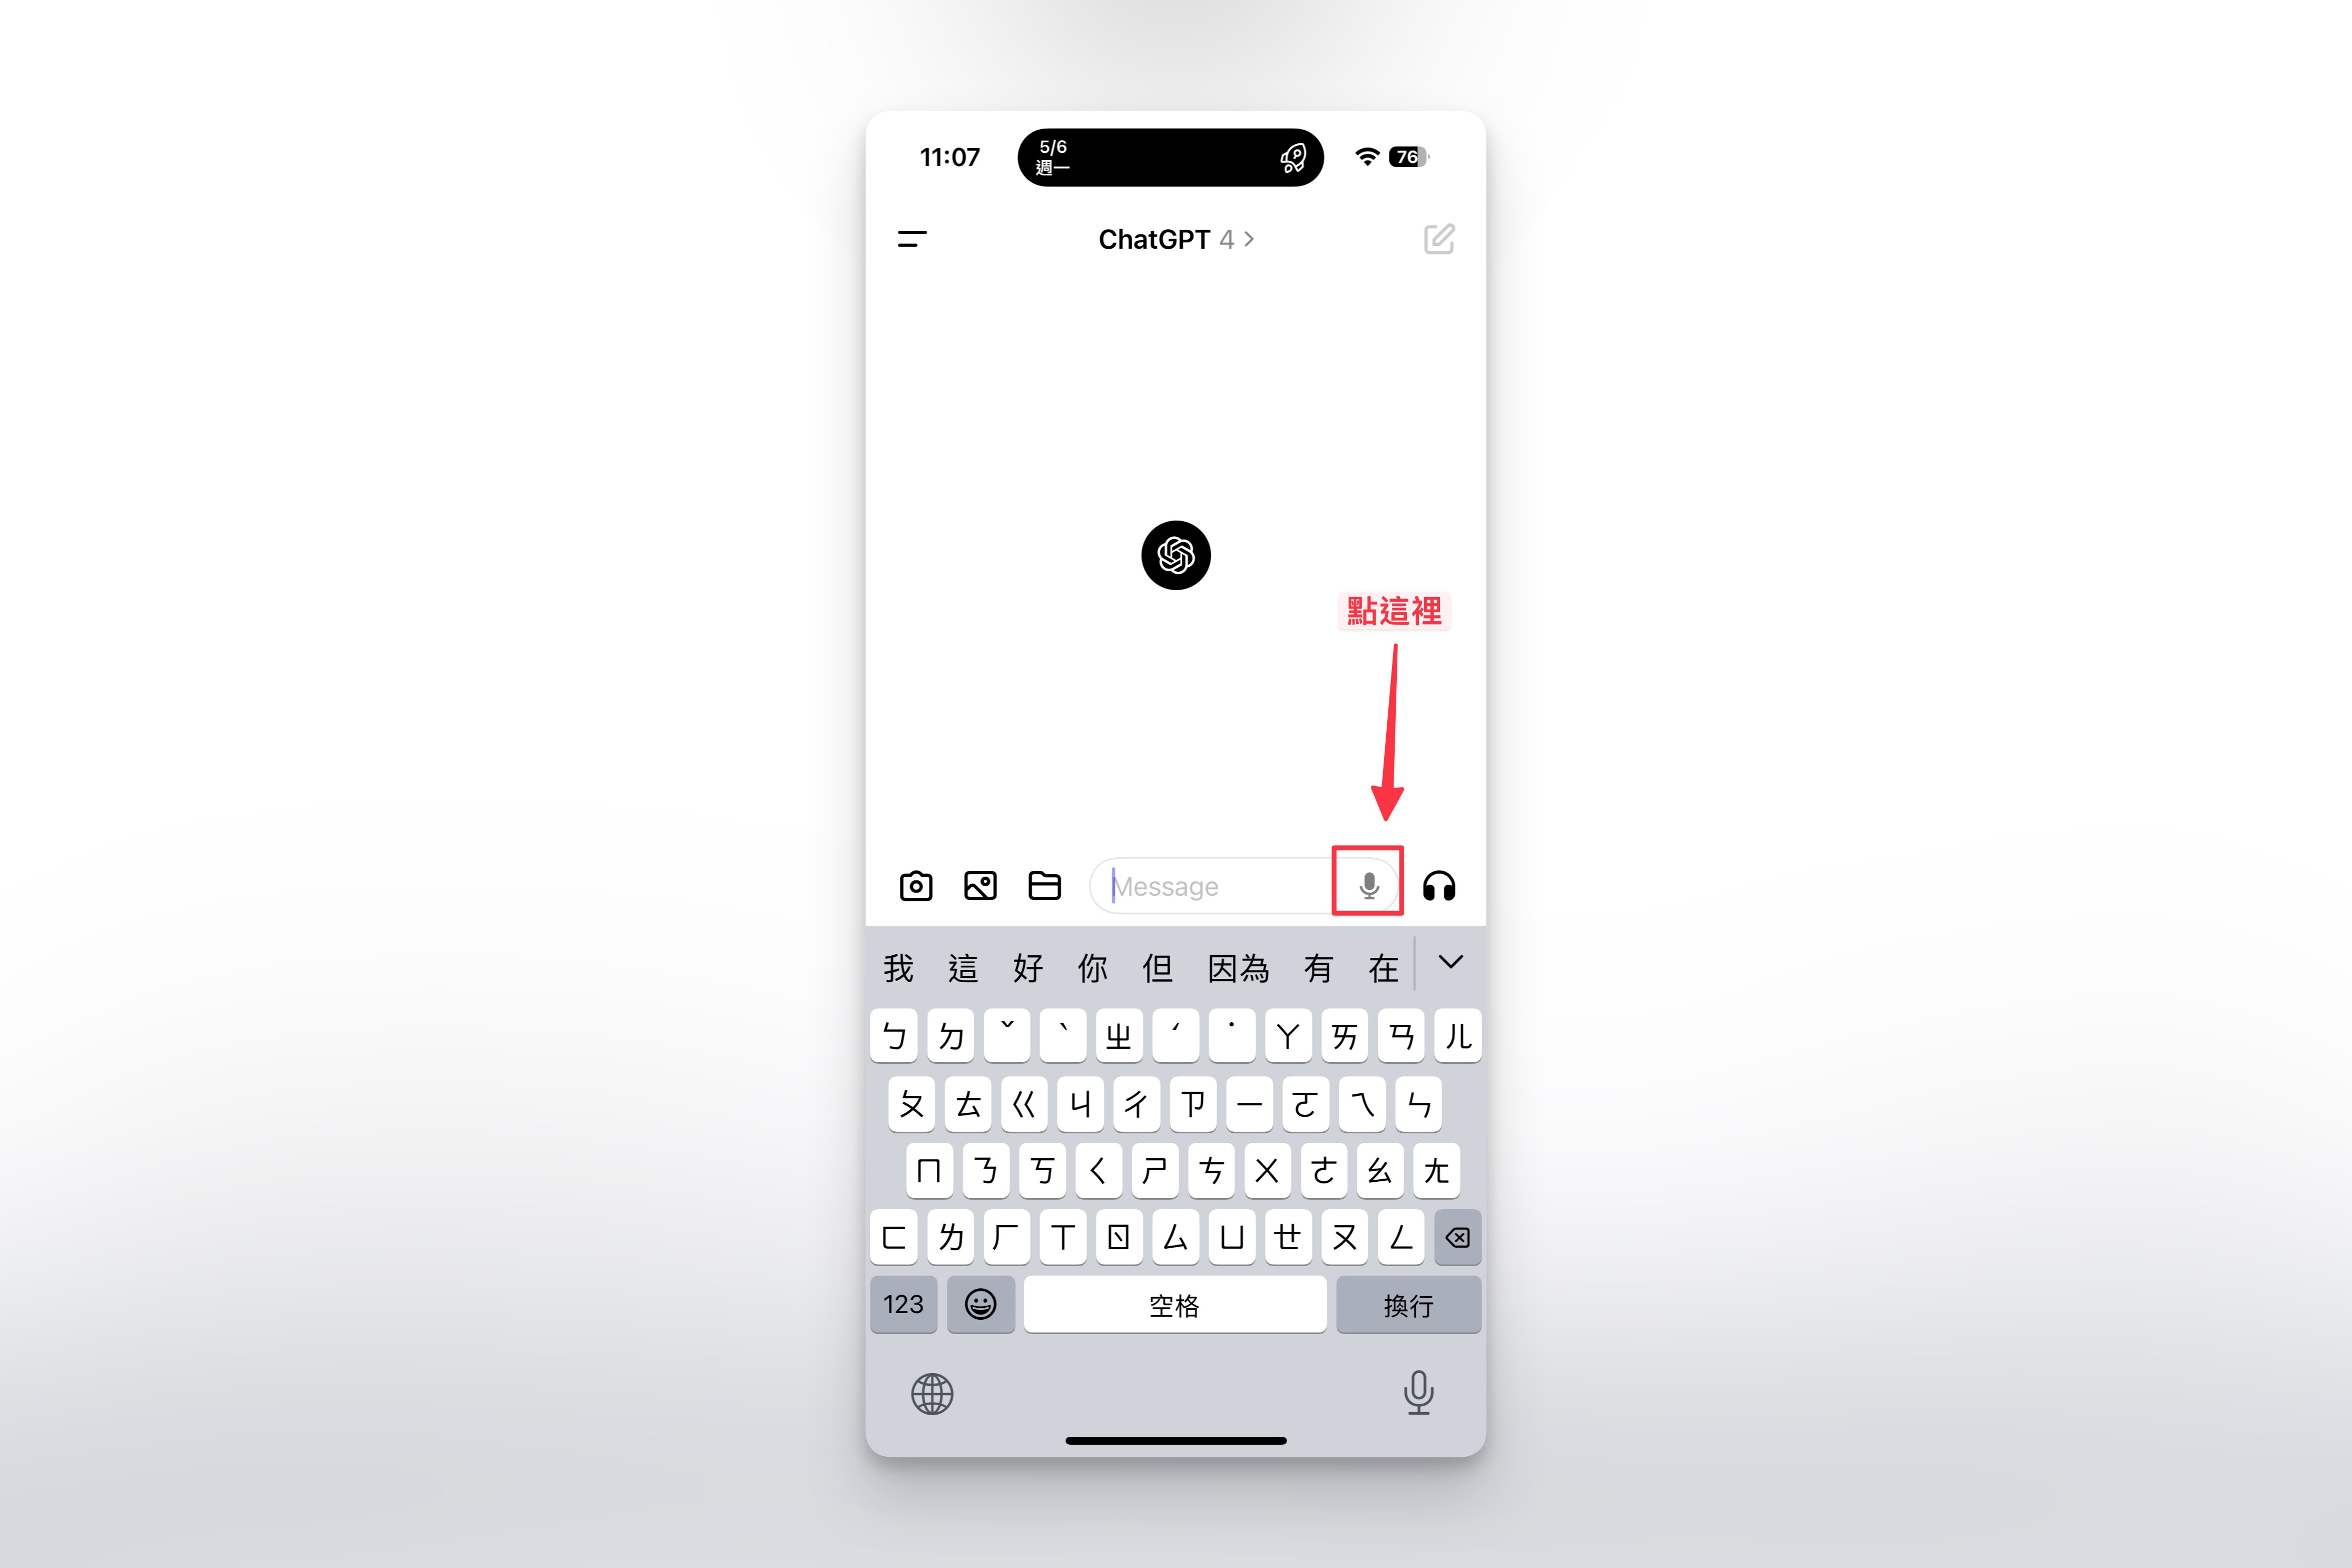 11:07
5/6
週一
76
ChatGPT 4
點這裡
Message
我 這 好 你 但 因為 有 在
ㄅ ㄉ ˇ ˋ ㄓ ˊ ˙ ㄚ ㄞ ㄢ ㄦ
ㄆ ㄊ ㄍ ㄐ ㄔ ㄗ ㄧ ㄛ ㄟ ㄣ
ㄇ ㄋ ㄎ ㄑ ㄕ ㄘ ㄨ ㄜ ㄠ ㄤ
ㄈ ㄌ ㄏ ㄒ ㄖ ㄙ ㄩ ㄝ ㄡ ㄥ
123 空格 換行